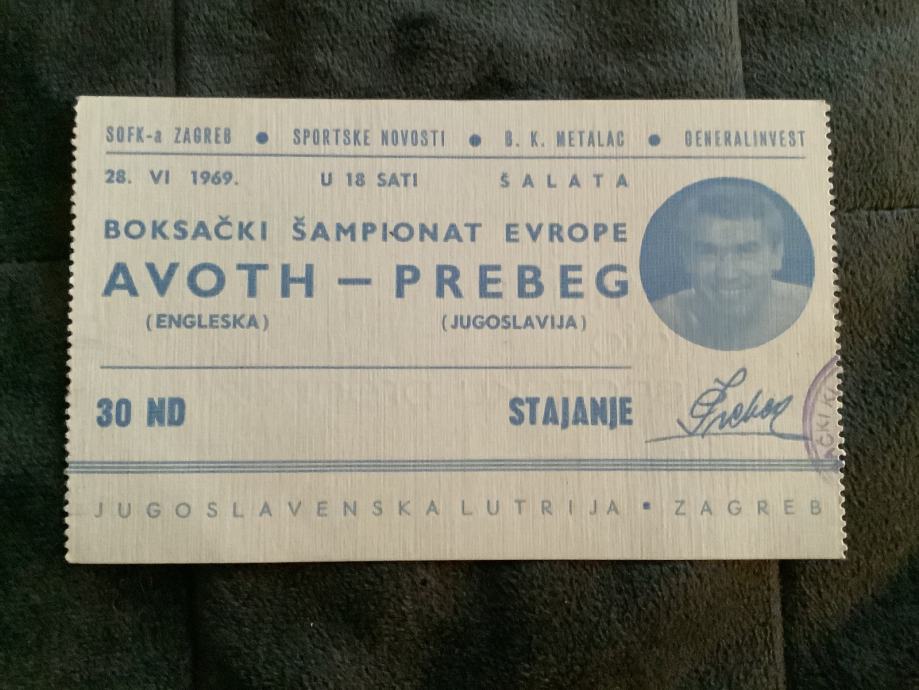 SOFK-a ZAGREB • SPORTSKE NOVOSTI • B. K. METALAC • GENERALINVEST
28. VI 1969. U 18 SATI ŠALATA
BOKSAČKI ŠAMPIONAT EVROPE
AVOTH — PREBEG
(ENGLESKA) (JUGOSLAVIJA)
30 ND STAJANJE Prebeg
JUGOSLAVENSKA LUTRIJA • ZAGREB